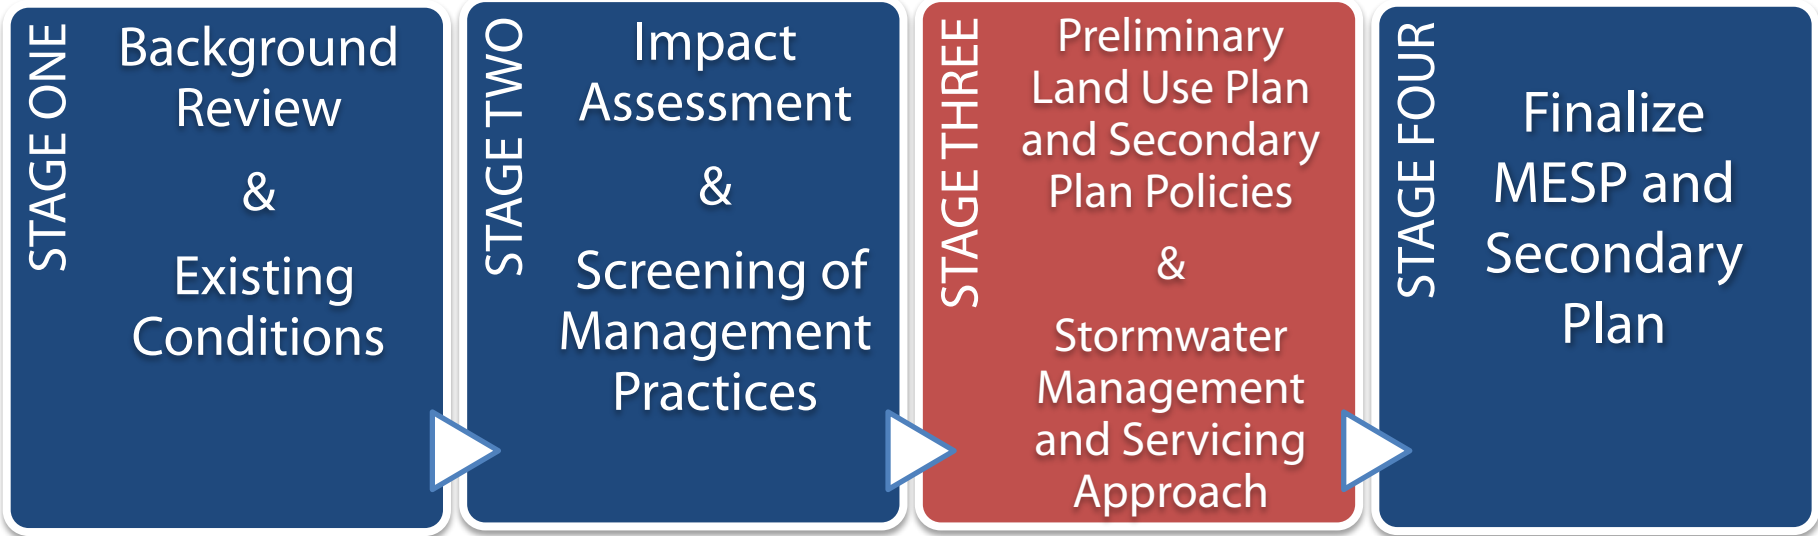 STAGE ONE
Background
Review
&
Existing
Conditions
STAGE TWO
Impact
Assessment
&
Screening of
Management
Practices
STAGE THREE
Preliminary
Land Use Plan
and Secondary
Plan Policies
&
Stormwater
Management
and Servicing
Approach
STAGE FOUR
Finalize
MESP and
Secondary
Plan